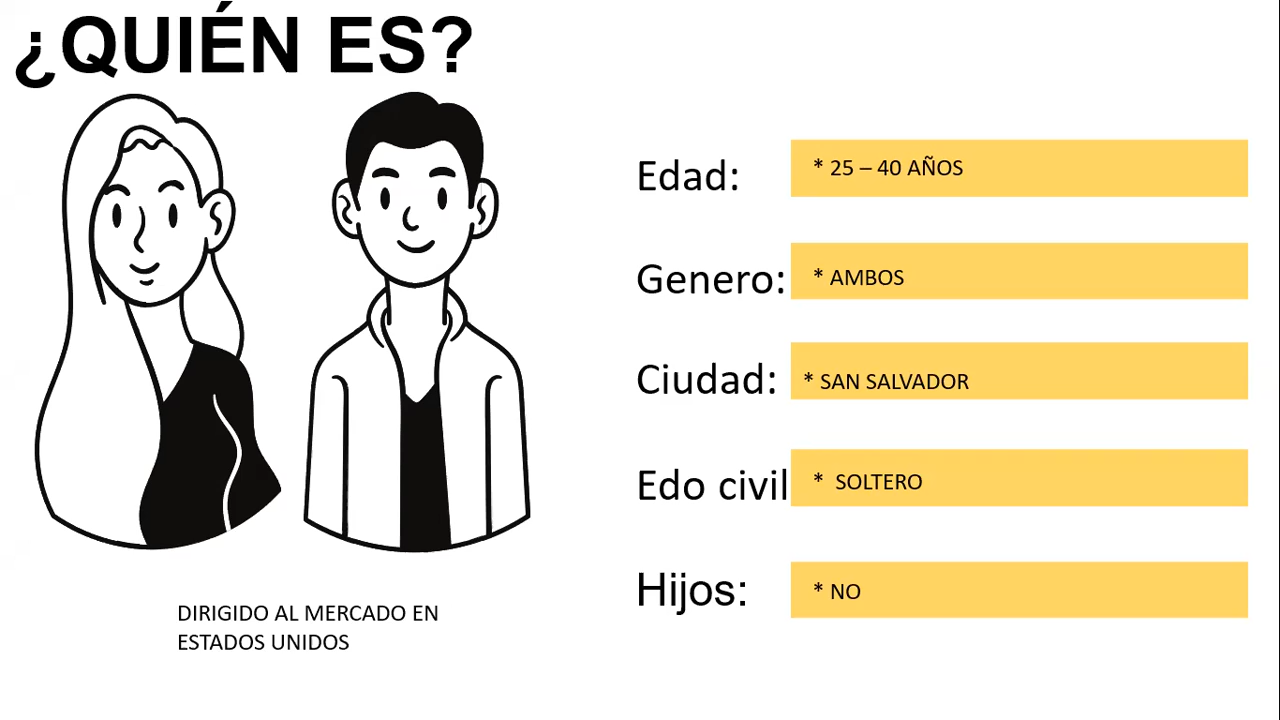 ¿QUIÉN ES?
Edad:
* 25 – 40 AÑOS
Genero:
* AMBOS
Ciudad:
* SAN SALVADOR
Edo civil
* SOLTERO
Hijos:
* NO
DIRIGIDO AL MERCADO EN
ESTADOS UNIDOS